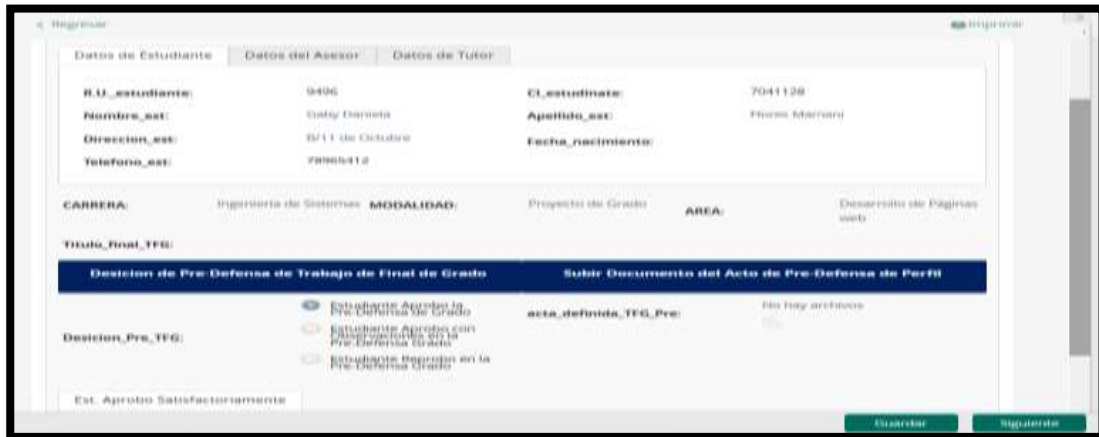 < Regresar Imprimir
Datos de Estudiante Datos del Asesor Datos de Tutor
R.U._estudiante: 9496 CI_estudinate: 7041128
Nombre_est: Gaby Daniela Apellido_est: Flores Mamani
Direccion_est: B/11 de Octubre Fecha_nacimiento:
Telefono_est: 78965412
CARRERA: Ingenieria de Sistemas MODALIDAD: Proyecto de Grado AREA: Desarrollo de Páginas
web
Titulo_final_TFG:
Desicion de Pre-Defensa de Trabajo de Final de Grado Subir Documento del Acto de Pre-Defensa de Perfil
Estudiante Aprobo la
Pre-Defensa de Grado
acta_definida_TFG_Pre: No hay archivos
Desicion_Pre_TFG:
Estudiante Aprobo con
Observaciones en la
Pre-Defensa Grado
Estudiante Reprobo en la
Pre-Defensa Grado
Est. Aprobo Satisfactoriamente
Guardar Siguiente